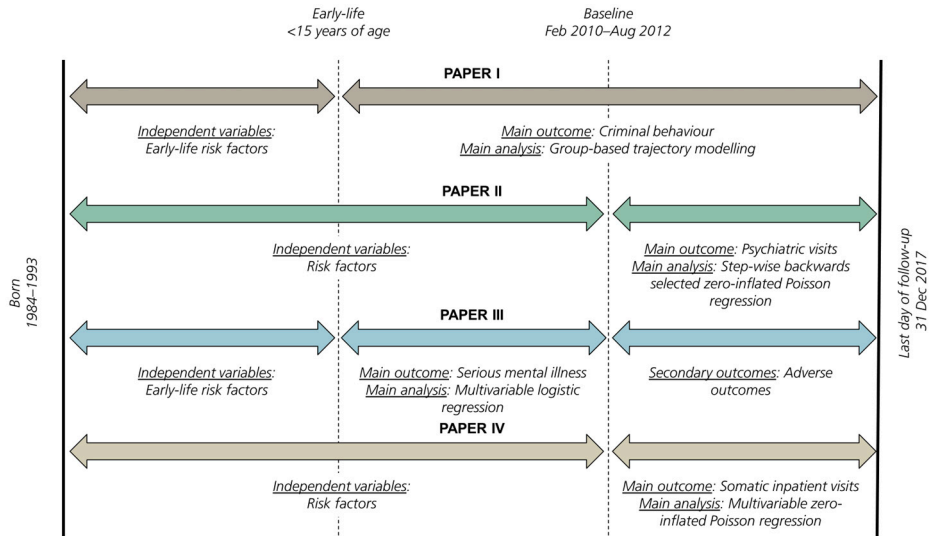 Early-life
<15 years of age
Baseline
Feb 2010–Aug 2012
Born
1984–1993
PAPER I
Independent variables:
Early-life risk factors
Main outcome: Criminal behaviour
Main analysis: Group-based trajectory modelling
PAPER II
Independent variables:
Risk factors
Main outcome: Psychiatric visits
Main analysis: Step-wise backwards
selected zero-inflated Poisson
regression
PAPER III
Independent variables:
Early-life risk factors
Main outcome: Serious mental illness
Main analysis: Multivariable logistic
regression
Secondary outcomes: Adverse
outcomes
PAPER IV
Independent variables:
Risk factors
Main outcome: Somatic inpatient visits
Main analysis: Multivariable zero-
inflated Poisson regression
Last day of follow-up
31 Dec 2017